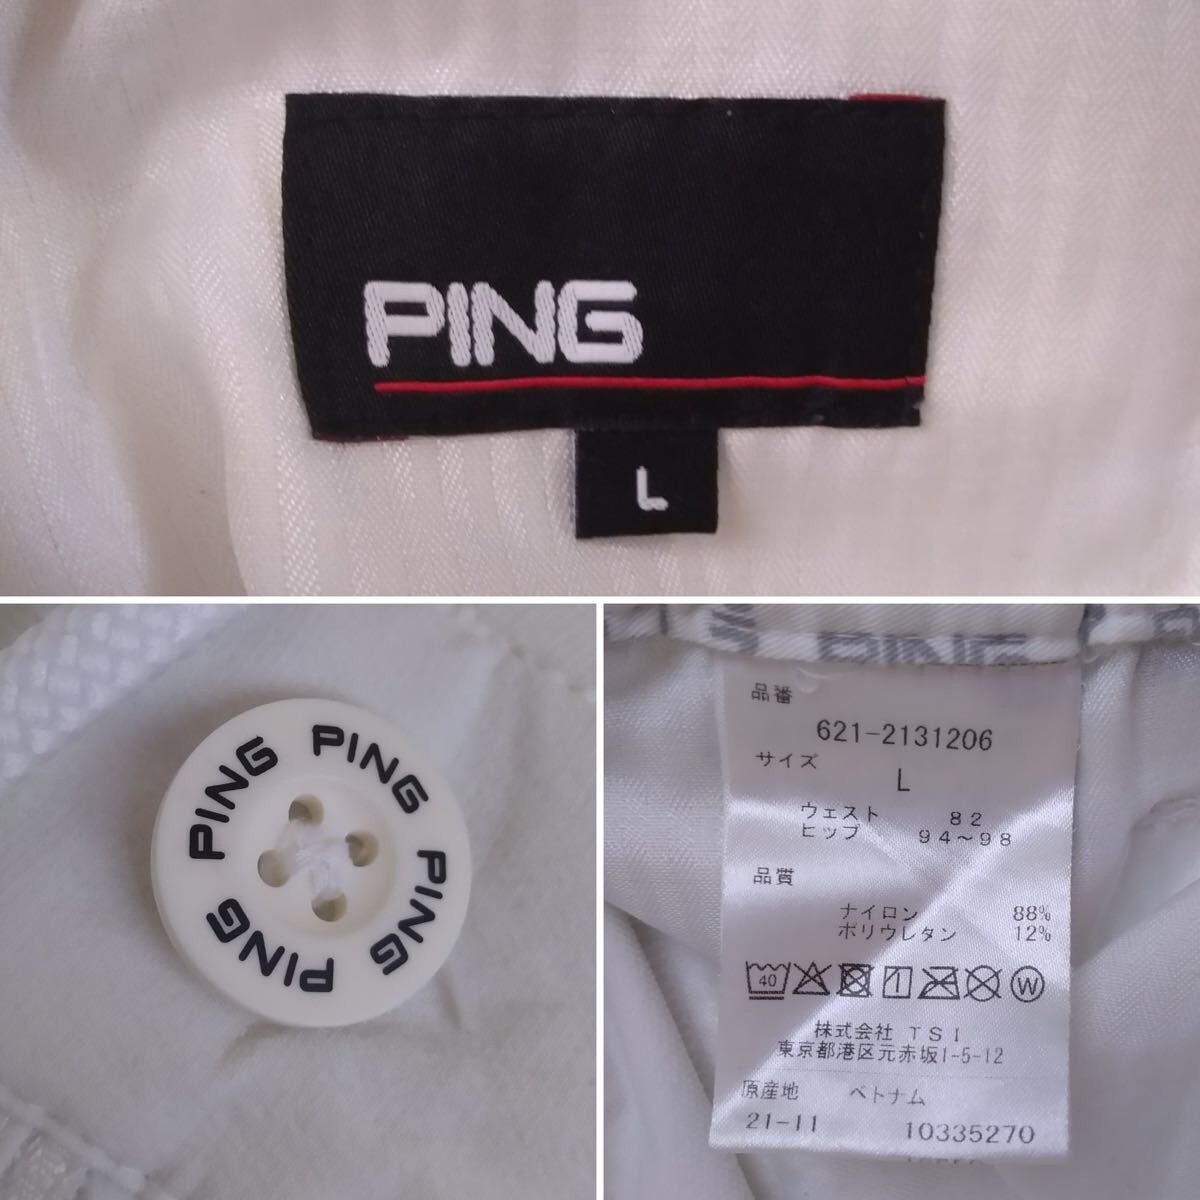 PING
L
PING PING PING PING PING
PING
品番
621-2131206
サイズ
L
ウェスト 82
ヒップ 94～98
品質
ナイロン 88%
ポリウレタン 12%
40 W
株式会社 TSI
東京都港区元赤坂1-5-12
原産地 ベトナム
21-11 10335270